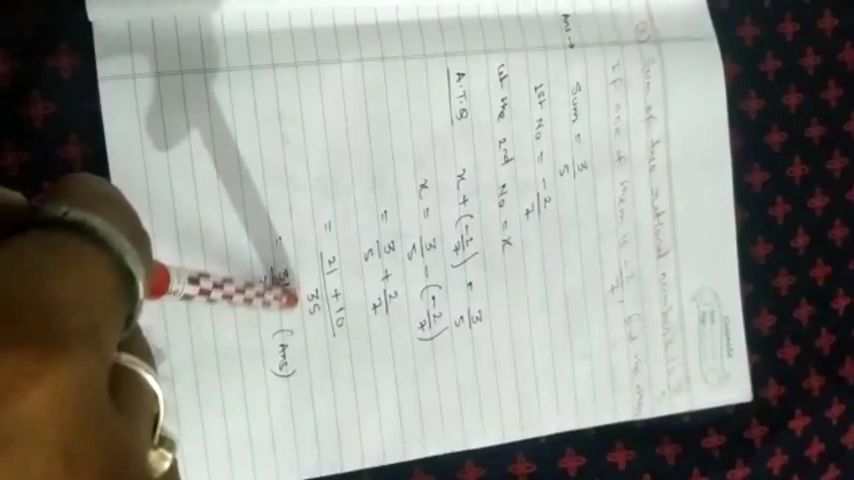 Sum of two rational numbers is 3/5
If one of them is -2/7, find the other
Ans → Sum = 3/5
1st No = -2/7
Let the 2nd No = x
A.T.Q x + (-2/7) = 3/5
x = 3/5 - (-2/7)
= 3/5 + 2/7
= 21 + 10 / 35
= 31 (Ans)